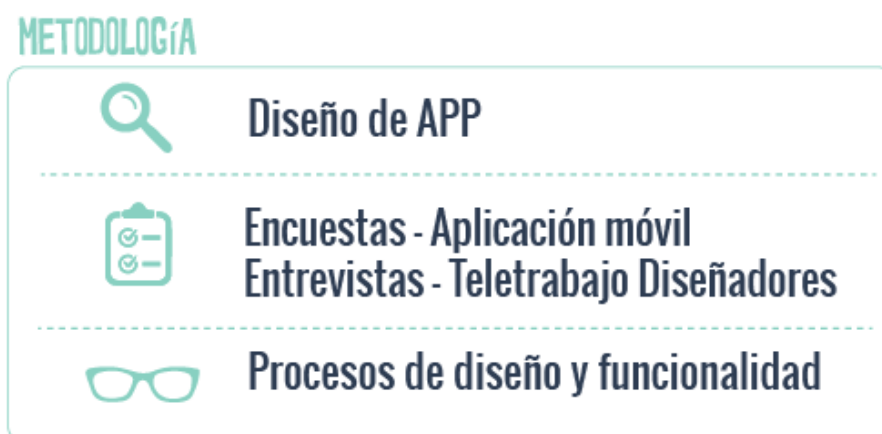 METODOLOGíA
Diseño de APP
Encuestas - Aplicación móvil
Entrevistas - Teletrabajo Diseñadores
Procesos de diseño y funcionalidad